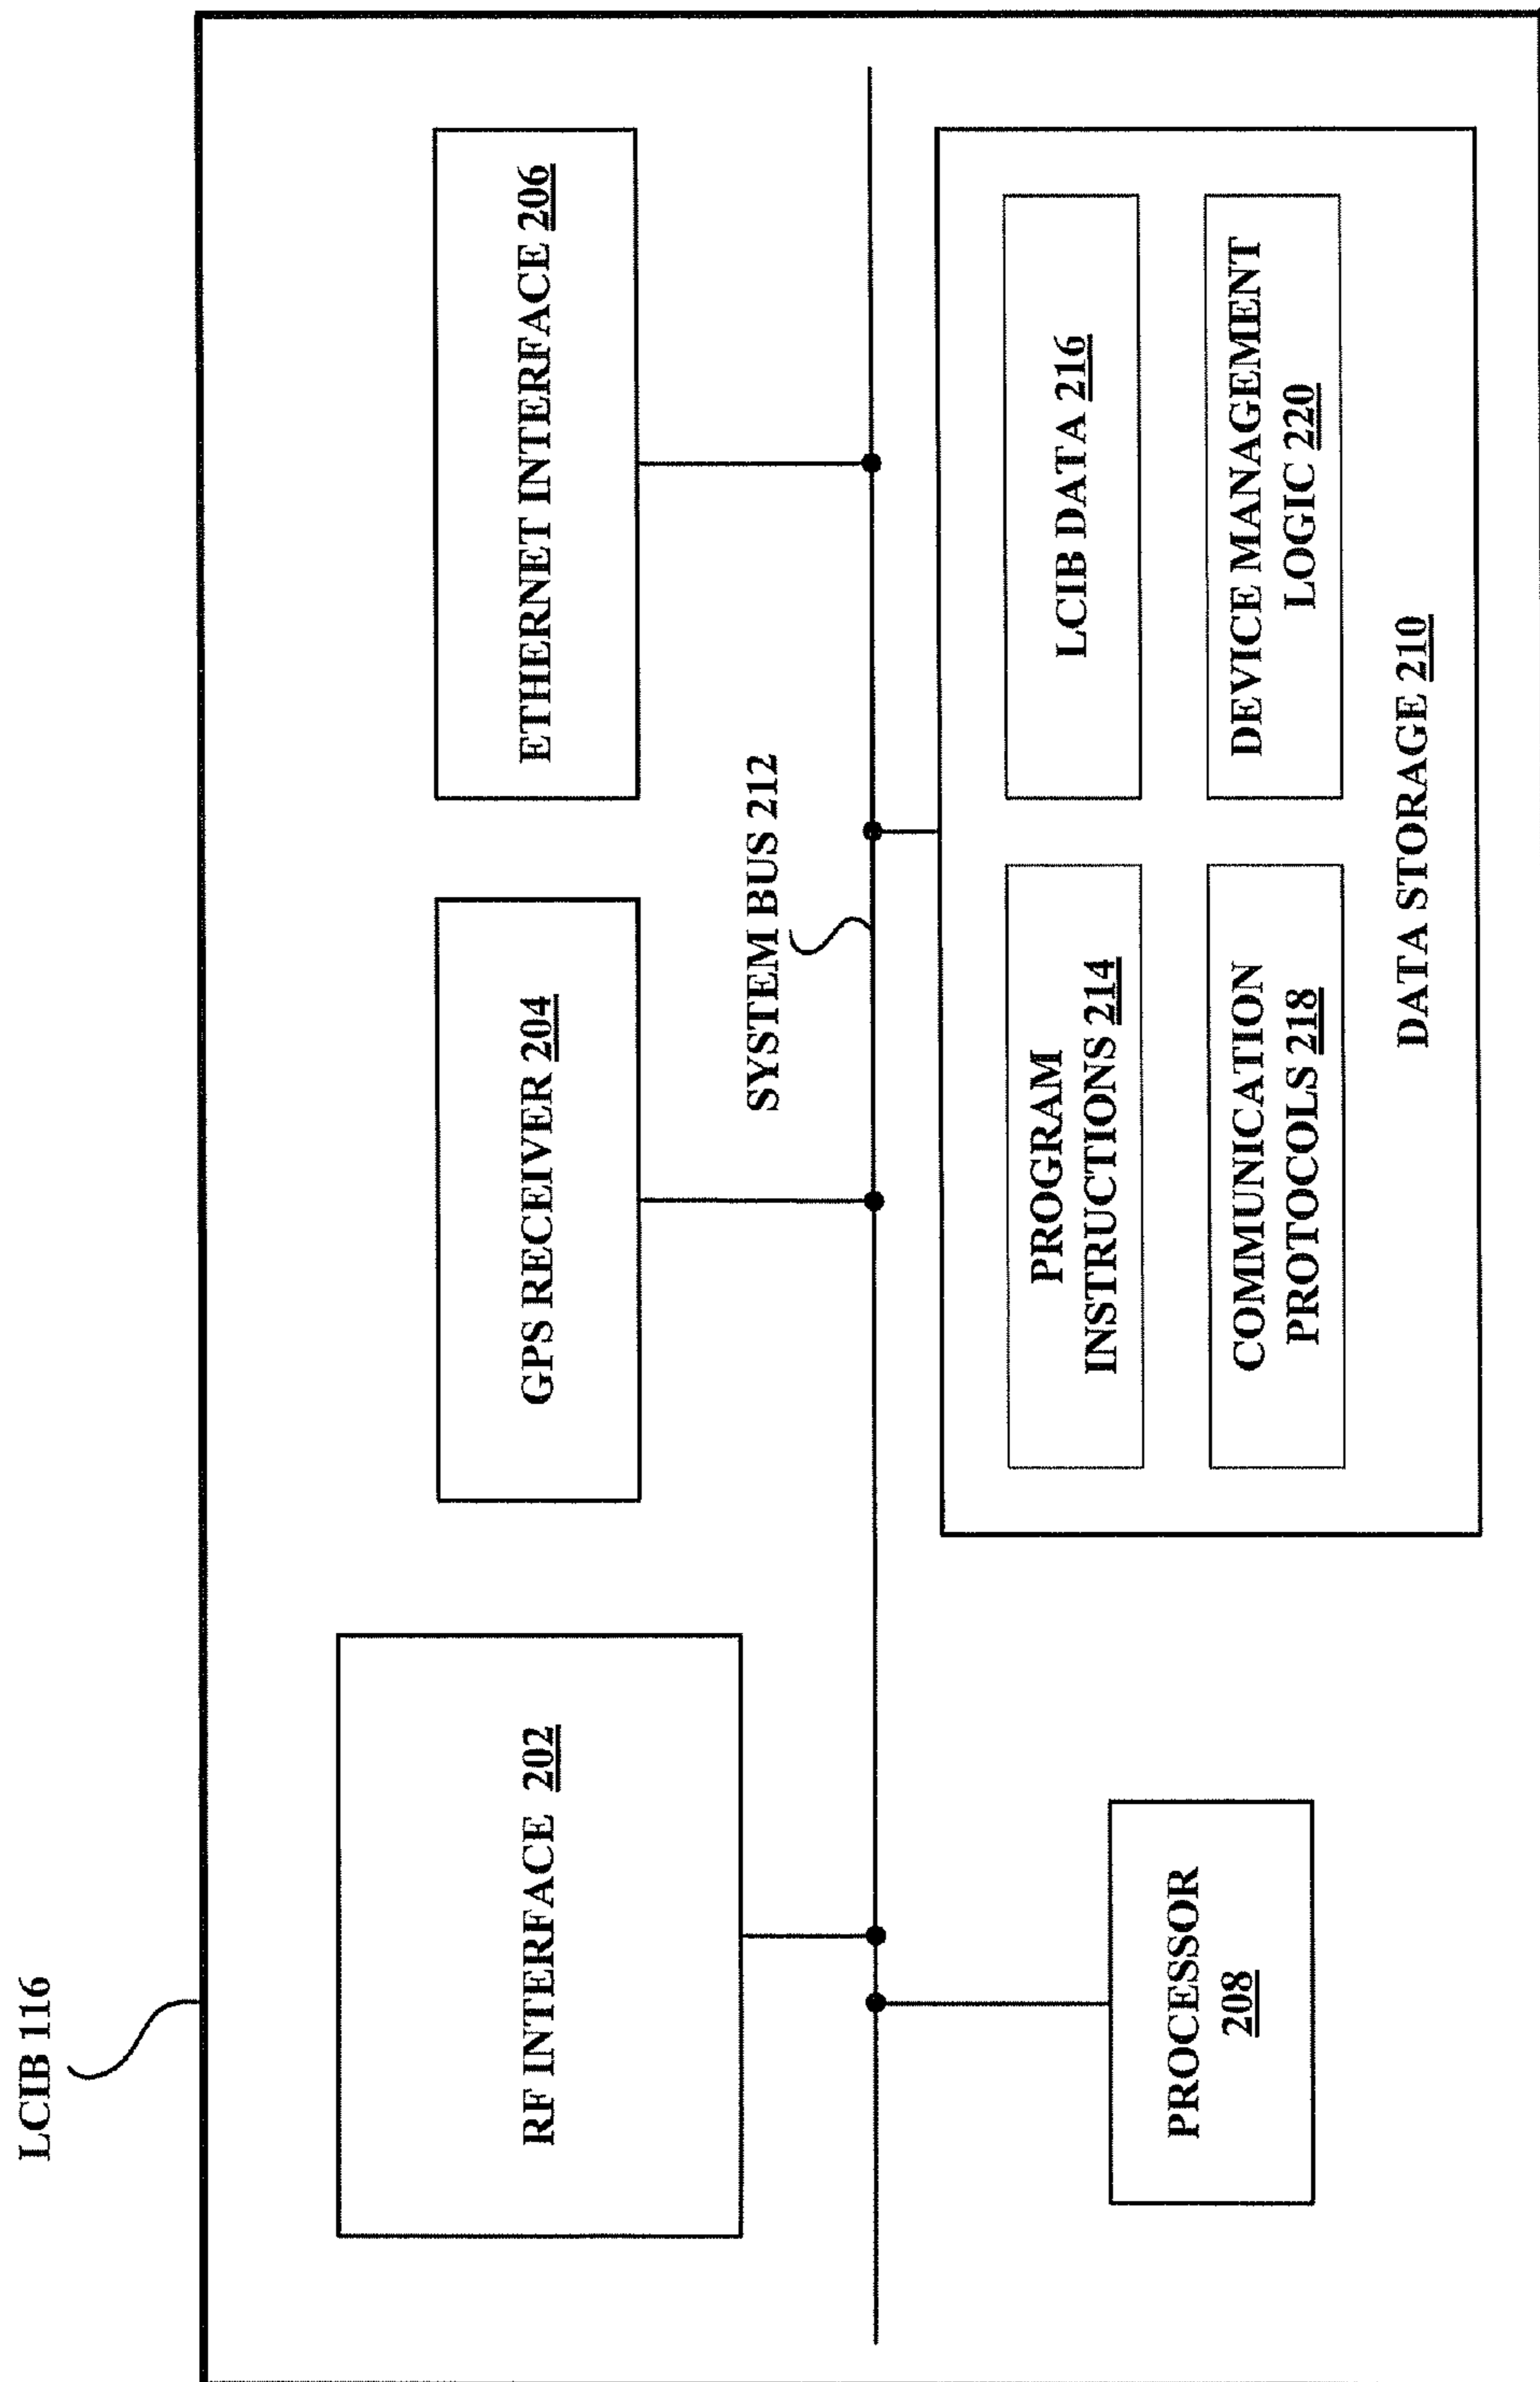 LCIB 116
RF INTERFACE 202
GPS RECEIVER 204
ETHERNET INTERFACE 206
SYSTEM BUS 212
PROCESSOR
208
PROGRAM
INSTRUCTIONS 214
LCIB DATA 216
COMMUNICATION
PROTOCOLS 218
DEVICE MANAGEMENT
LOGIC 220
DATA STORAGE 210